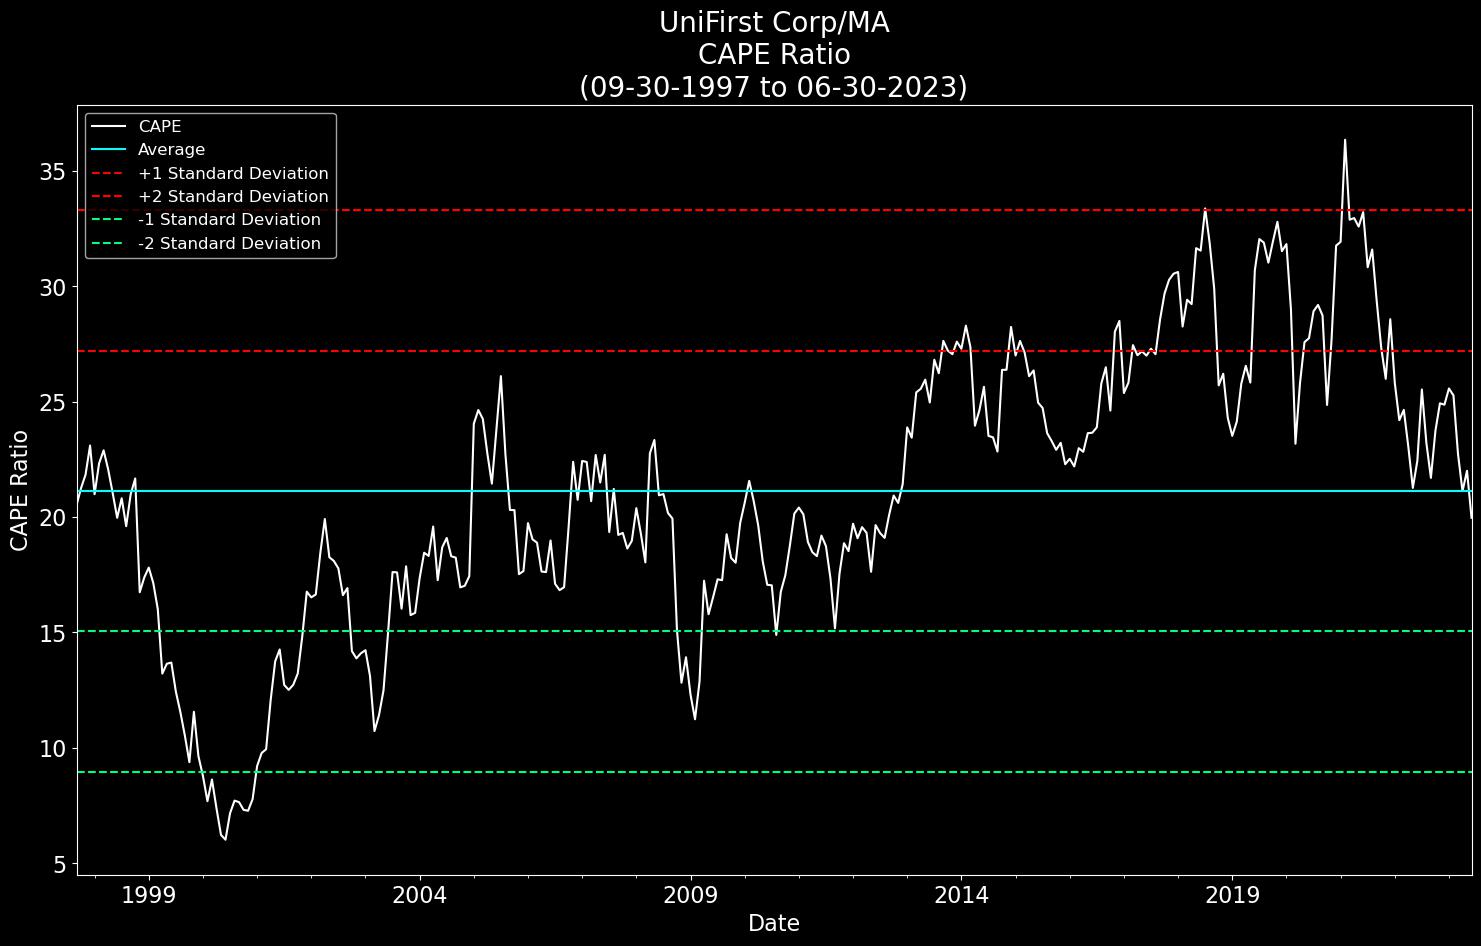 UniFirst Corp/MA
CAPE Ratio
(09-30-1997 to 06-30-2023)
CAPE
Average
+1 Standard Deviation
+2 Standard Deviation
-1 Standard Deviation
-2 Standard Deviation
35
30
25
20
15
10
5
CAPE Ratio
1999 2004 2009 2014 2019
Date